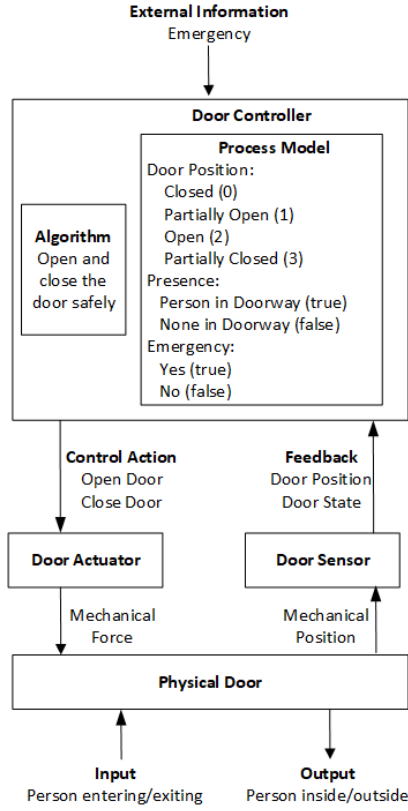 External Information
Emergency
Door Controller
Process Model
Door Position:
Closed (0)
Partially Open (1)
Open (2)
Partially Closed (3)
Presence:
Person in Doorway (true)
None in Doorway (false)
Emergency:
Yes (true)
No (false)
Algorithm
Open and
close the
door safely
Control Action
Open Door
Close Door
Feedback
Door Position
Door State
Door Actuator
Door Sensor
Mechanical
Force
Mechanical
Position
Physical Door
Input
Person entering/exiting
Output
Person inside/outside